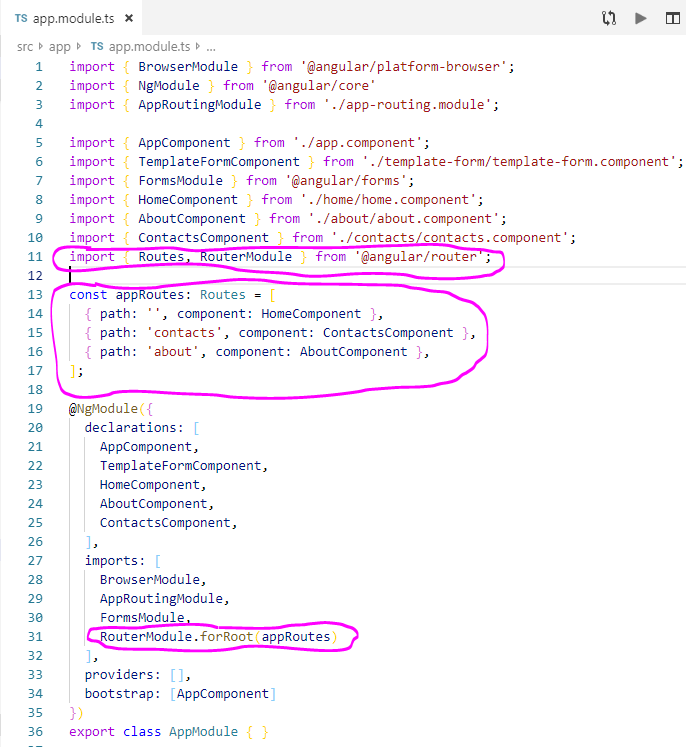 TS app.module.ts ×
src › app › TS app.module.ts › ...
1 import { BrowserModule } from '@angular/platform-browser';
2 import { NgModule } from '@angular/core'
3 import { AppRoutingModule } from './app-routing.module';
4
5 import { AppComponent } from './app.component';
6 import { TemplateFormComponent } from './template-form/template-form.component';
7 import { FormsModule } from '@angular/forms';
8 import { HomeComponent } from './home/home.component';
9 import { AboutComponent } from './about/about.component';
10 import { ContactsComponent } from './contacts/contacts.component';
11 import { Routes, RouterModule } from '@angular/router';
12
13 const appRoutes: Routes = [
14 { path: '', component: HomeComponent },
15 { path: 'contacts', component: ContactsComponent },
16 { path: 'about', component: AboutComponent },
17 ];
18
19 @NgModule({
20 declarations: [
21 AppComponent,
22 TemplateFormComponent,
23 HomeComponent,
24 AboutComponent,
25 ContactsComponent,
26 ],
27 imports: [
28 BrowserModule,
29 AppRoutingModule,
30 FormsModule,
31 RouterModule.forRoot(appRoutes)
32 ],
33 providers: [],
34 bootstrap: [AppComponent]
35 })
36 export class AppModule { }